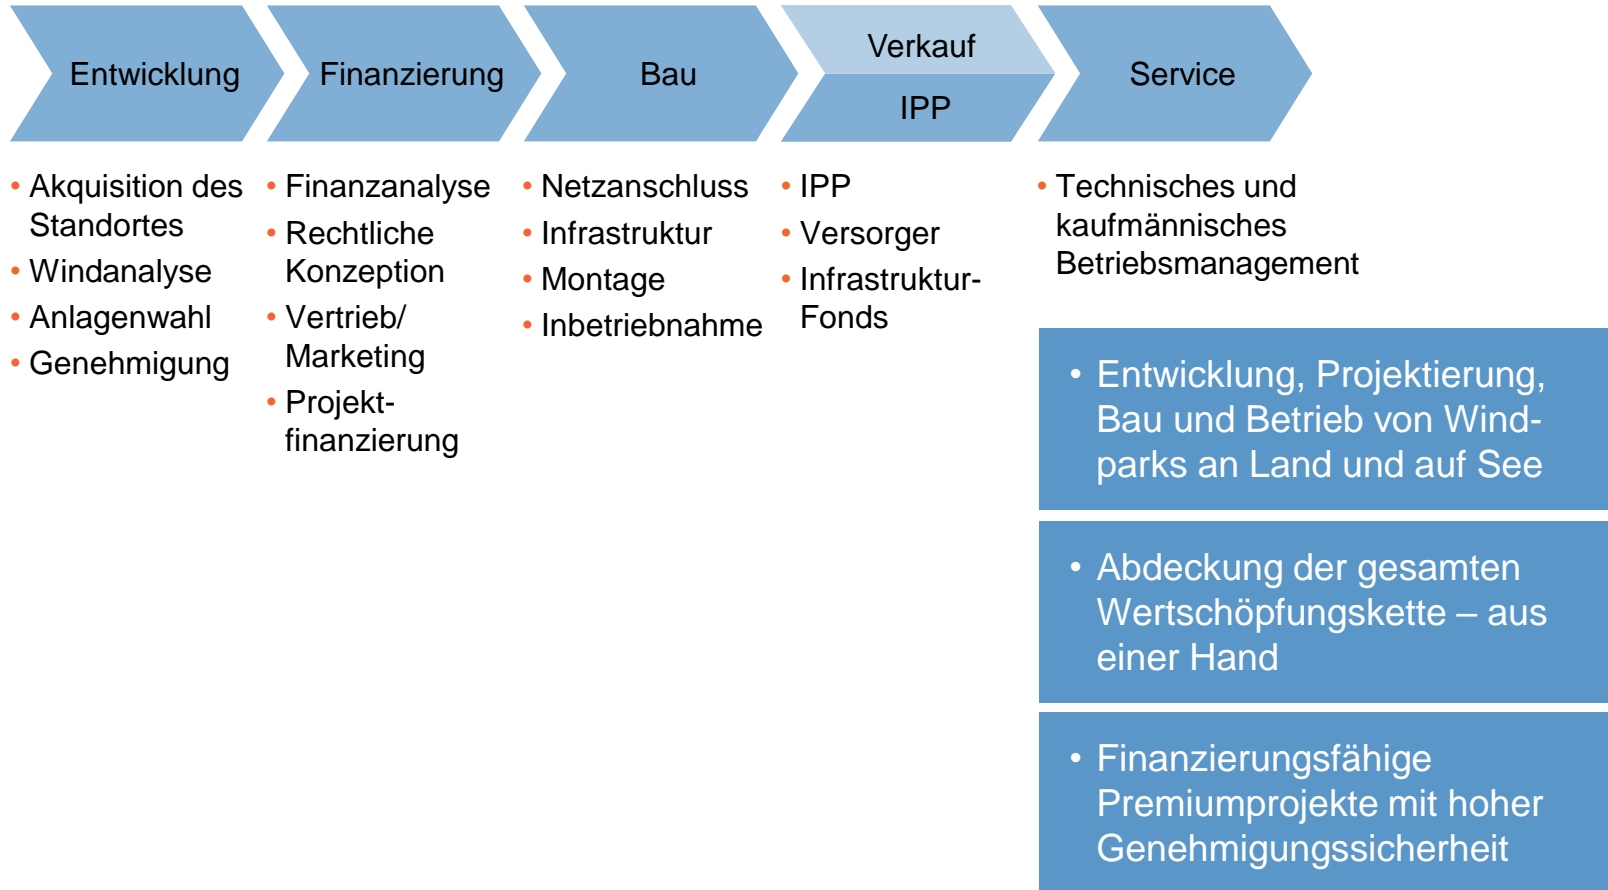 Entwicklung
Finanzierung
Bau
Verkauf
IPP
Service
• Akquisition des
Standortes
• Windanalyse
• Anlagenwahl
• Genehmigung
• Finanzanalyse
• Rechtliche
Konzeption
• Vertrieb/
Marketing
• Projekt-
finanzierung
• Netzanschluss
• Infrastruktur
• Montage
• Inbetriebnahme
• IPP
• Versorger
• Infrastruktur-
Fonds
• Technisches und
kaufmännisches
Betriebsmanagement
• Entwicklung, Projektierung,
Bau und Betrieb von Wind-
parks an Land und auf See
• Abdeckung der gesamten
Wertschöpfungskette – aus
einer Hand
• Finanzierungsfähige
Premiumprojekte mit hoher
Genehmigungssicherheit